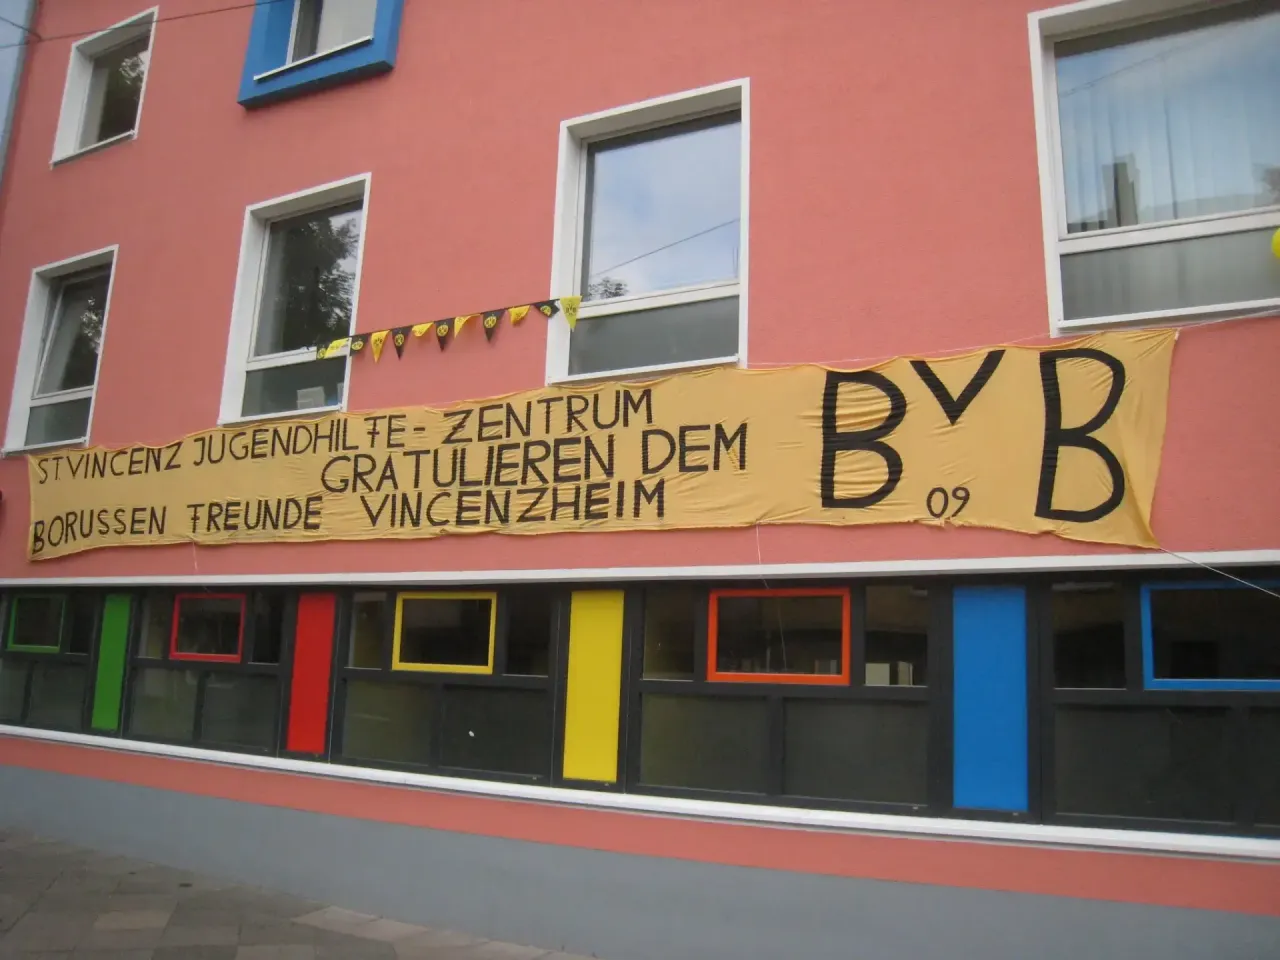 ST. VINCENZ JUGENDHILFE-ZENTRUM
GRATULIEREN DEM
BORUSSEN FREUNDE VINCENZHEIM
BVB
09